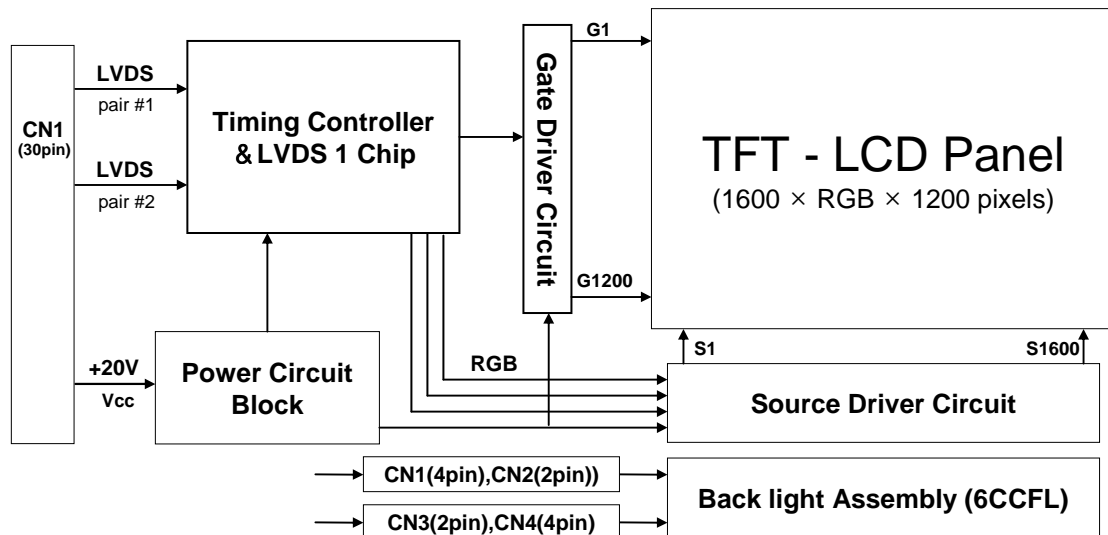 CN1
(30pin)
LVDS
pair #1
LVDS
pair #2
+20V
Vcc
Timing Controller
& LVDS 1 Chip
Power Circuit
Block
RGB
Gate Driver Circuit
G1
G1200
TFT - LCD Panel
(1600 × RGB × 1200 pixels)
S1
S1600
Source Driver Circuit
CN1(4pin),CN2(2pin))
CN3(2pin),CN4(4pin)
Back light Assembly (6CCFL)